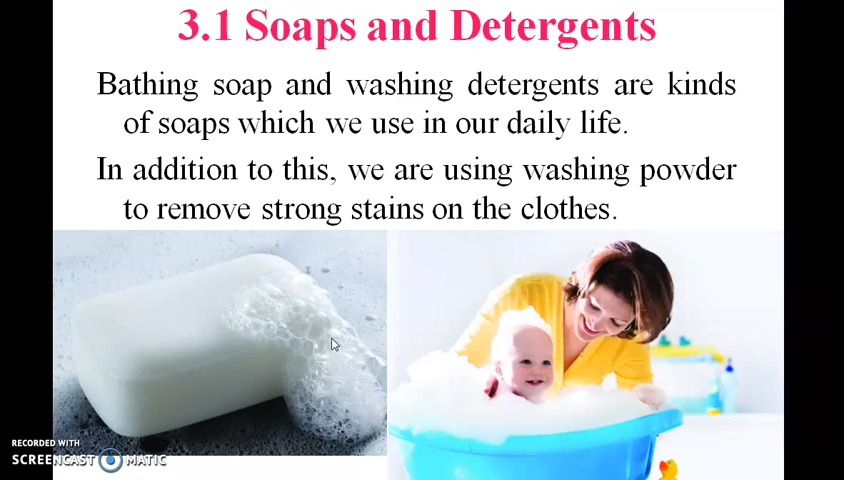 3.1 Soaps and Detergents
Bathing soap and washing detergents are kinds
of soaps which we use in our daily life.
In addition to this, we are using washing powder
to remove strong stains on the clothes.
RECORDED WITH
SCREENCAST MATIC